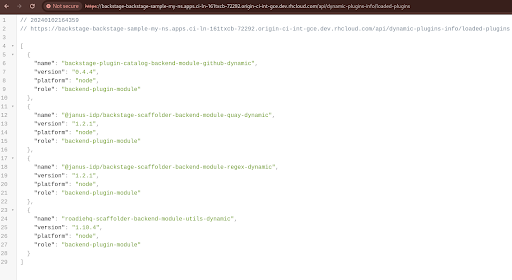 Not secure https://backstage-backstage-sample-my-ns.apps.ci-ln-161txcb-72292.origin-ci-int-gce.dev.rhcloud.com/api/dynamic-plugins-info/loaded-plugins
1 // 20240102164359
2 // https://backstage-backstage-sample-my-ns.apps.ci-ln-161txcb-72292.origin-ci-int-gce.dev.rhcloud.com/api/dynamic-plugins-info/loaded-plugins
3
4 [
5 {
6 "name": "backstage-plugin-catalog-backend-module-github-dynamic",
7 "version": "0.4.4",
8 "platform": "node",
9 "role": "backend-plugin-module"
10 },
11 {
12 "name": "@janus-idp/backstage-scaffolder-backend-module-quay-dynamic",
13 "version": "1.2.1",
14 "platform": "node",
15 "role": "backend-plugin-module"
16 },
17 {
18 "name": "@janus-idp/backstage-scaffolder-backend-module-regex-dynamic",
19 "version": "1.2.1",
20 "platform": "node",
21 "role": "backend-plugin-module"
22 },
23 {
24 "name": "roadiehq-scaffolder-backend-module-utils-dynamic",
25 "version": "1.10.4",
26 "platform": "node",
27 "role": "backend-plugin-module"
28 }
29 ]